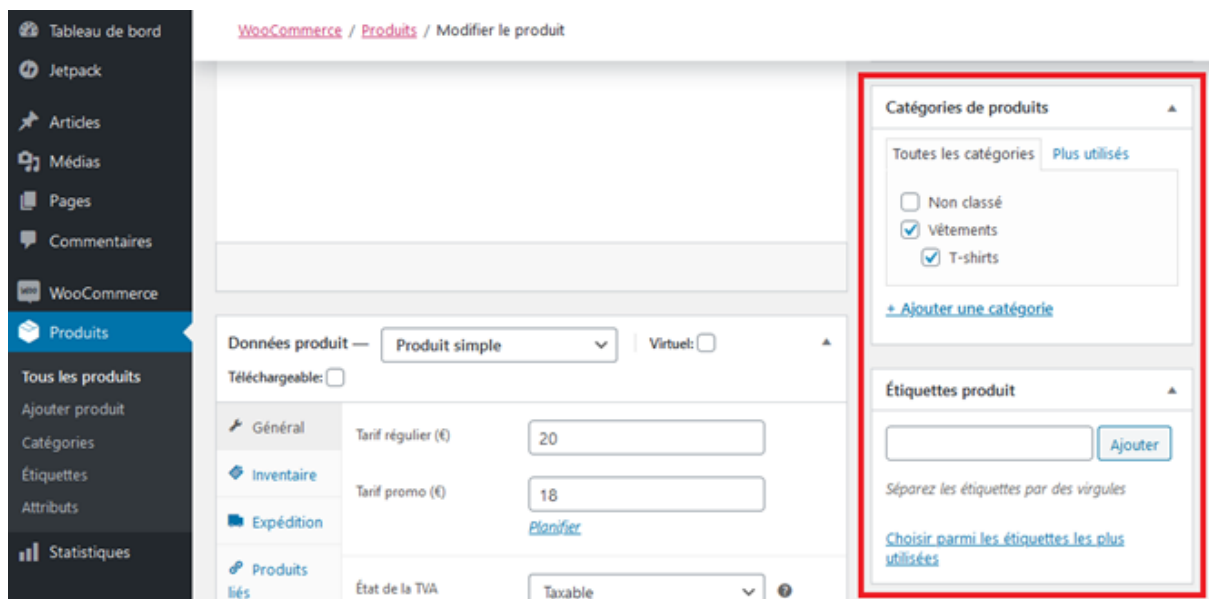 Tableau de bord
Jetpack
Articles
Médias
Pages
Commentaires
WooCommerce
Produits
Tous les produits
Ajouter produit
Catégories
Étiquettes
Attributs
Statistiques
WooCommerce / Produits / Modifier le produit
Données produit — Produit simple Virtuel:
Téléchargeable:
Général
Inventaire
Expédition
Produits
liés
Tarif régulier (€) 20
Tarif promo (€) 18
Planifier
État de la TVA Taxable
Catégories de produits
Toutes les catégories Plus utilisés
Non classé
Vêtements
T-shirts
+ Ajouter une catégorie
Étiquettes produit
Ajouter
Séparez les étiquettes par des virgules
Choisir parmi les étiquettes les plus
utilisées